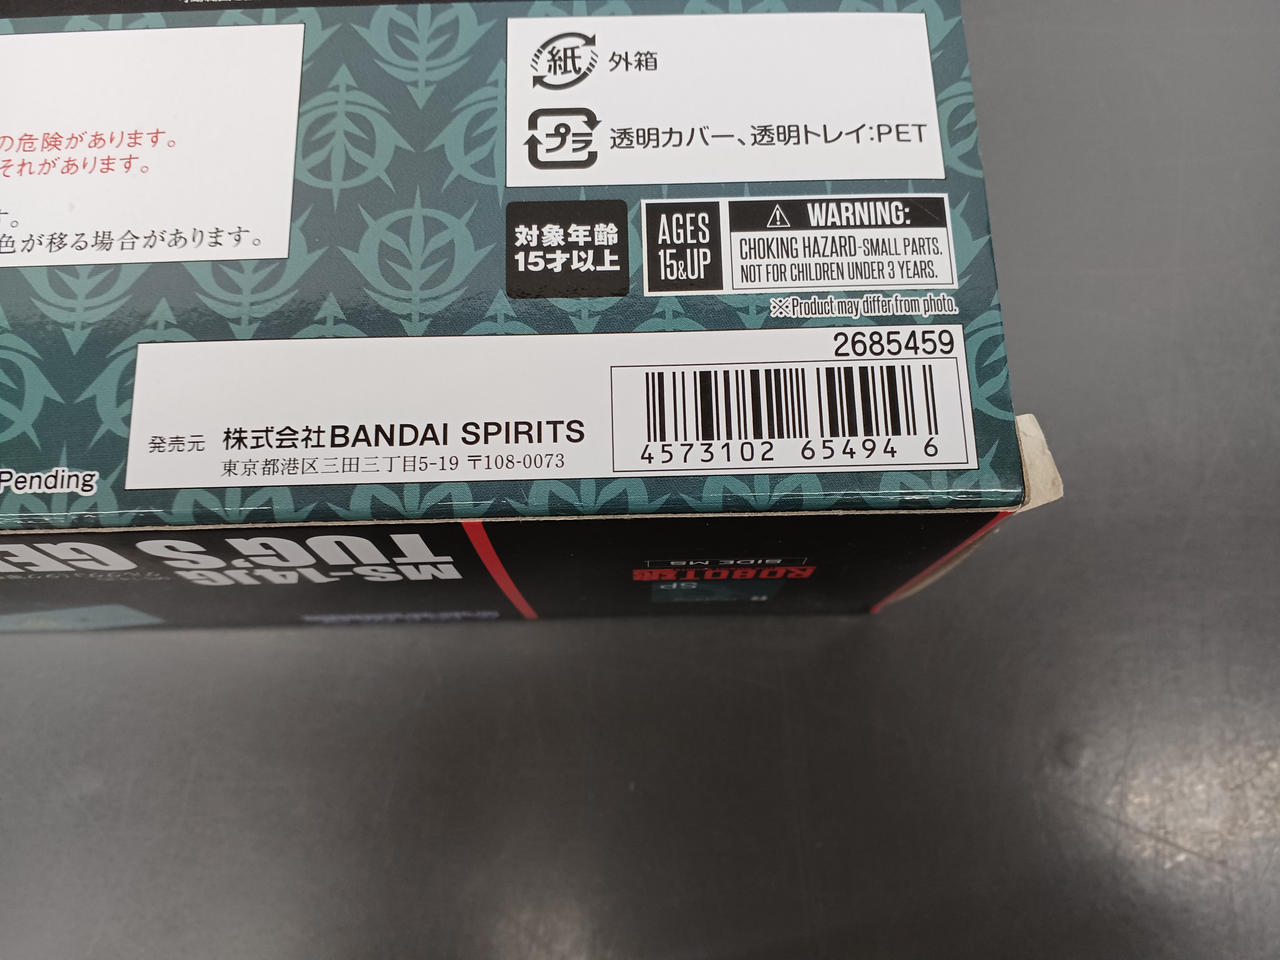 の危険があります。
それがあります。
す。
色が移る場合があります。
紙 外箱
プラ 透明カバー、透明トレイ:PET
対象年齢
15才以上
AGES
15&UP
WARNING:
CHOKING HAZARD-SMALL PARTS.
NOT FOR CHILDREN UNDER 3 YEARS.
※Product may differ from photo.
2685459
発売元 株式会社BANDAI SPIRITS
東京都港区三田三丁目5-19 〒108-0073
4573102 65494 6
Pending
MS-14JG
TUG'S GE
ROBOT魂
SIDE MS
SP